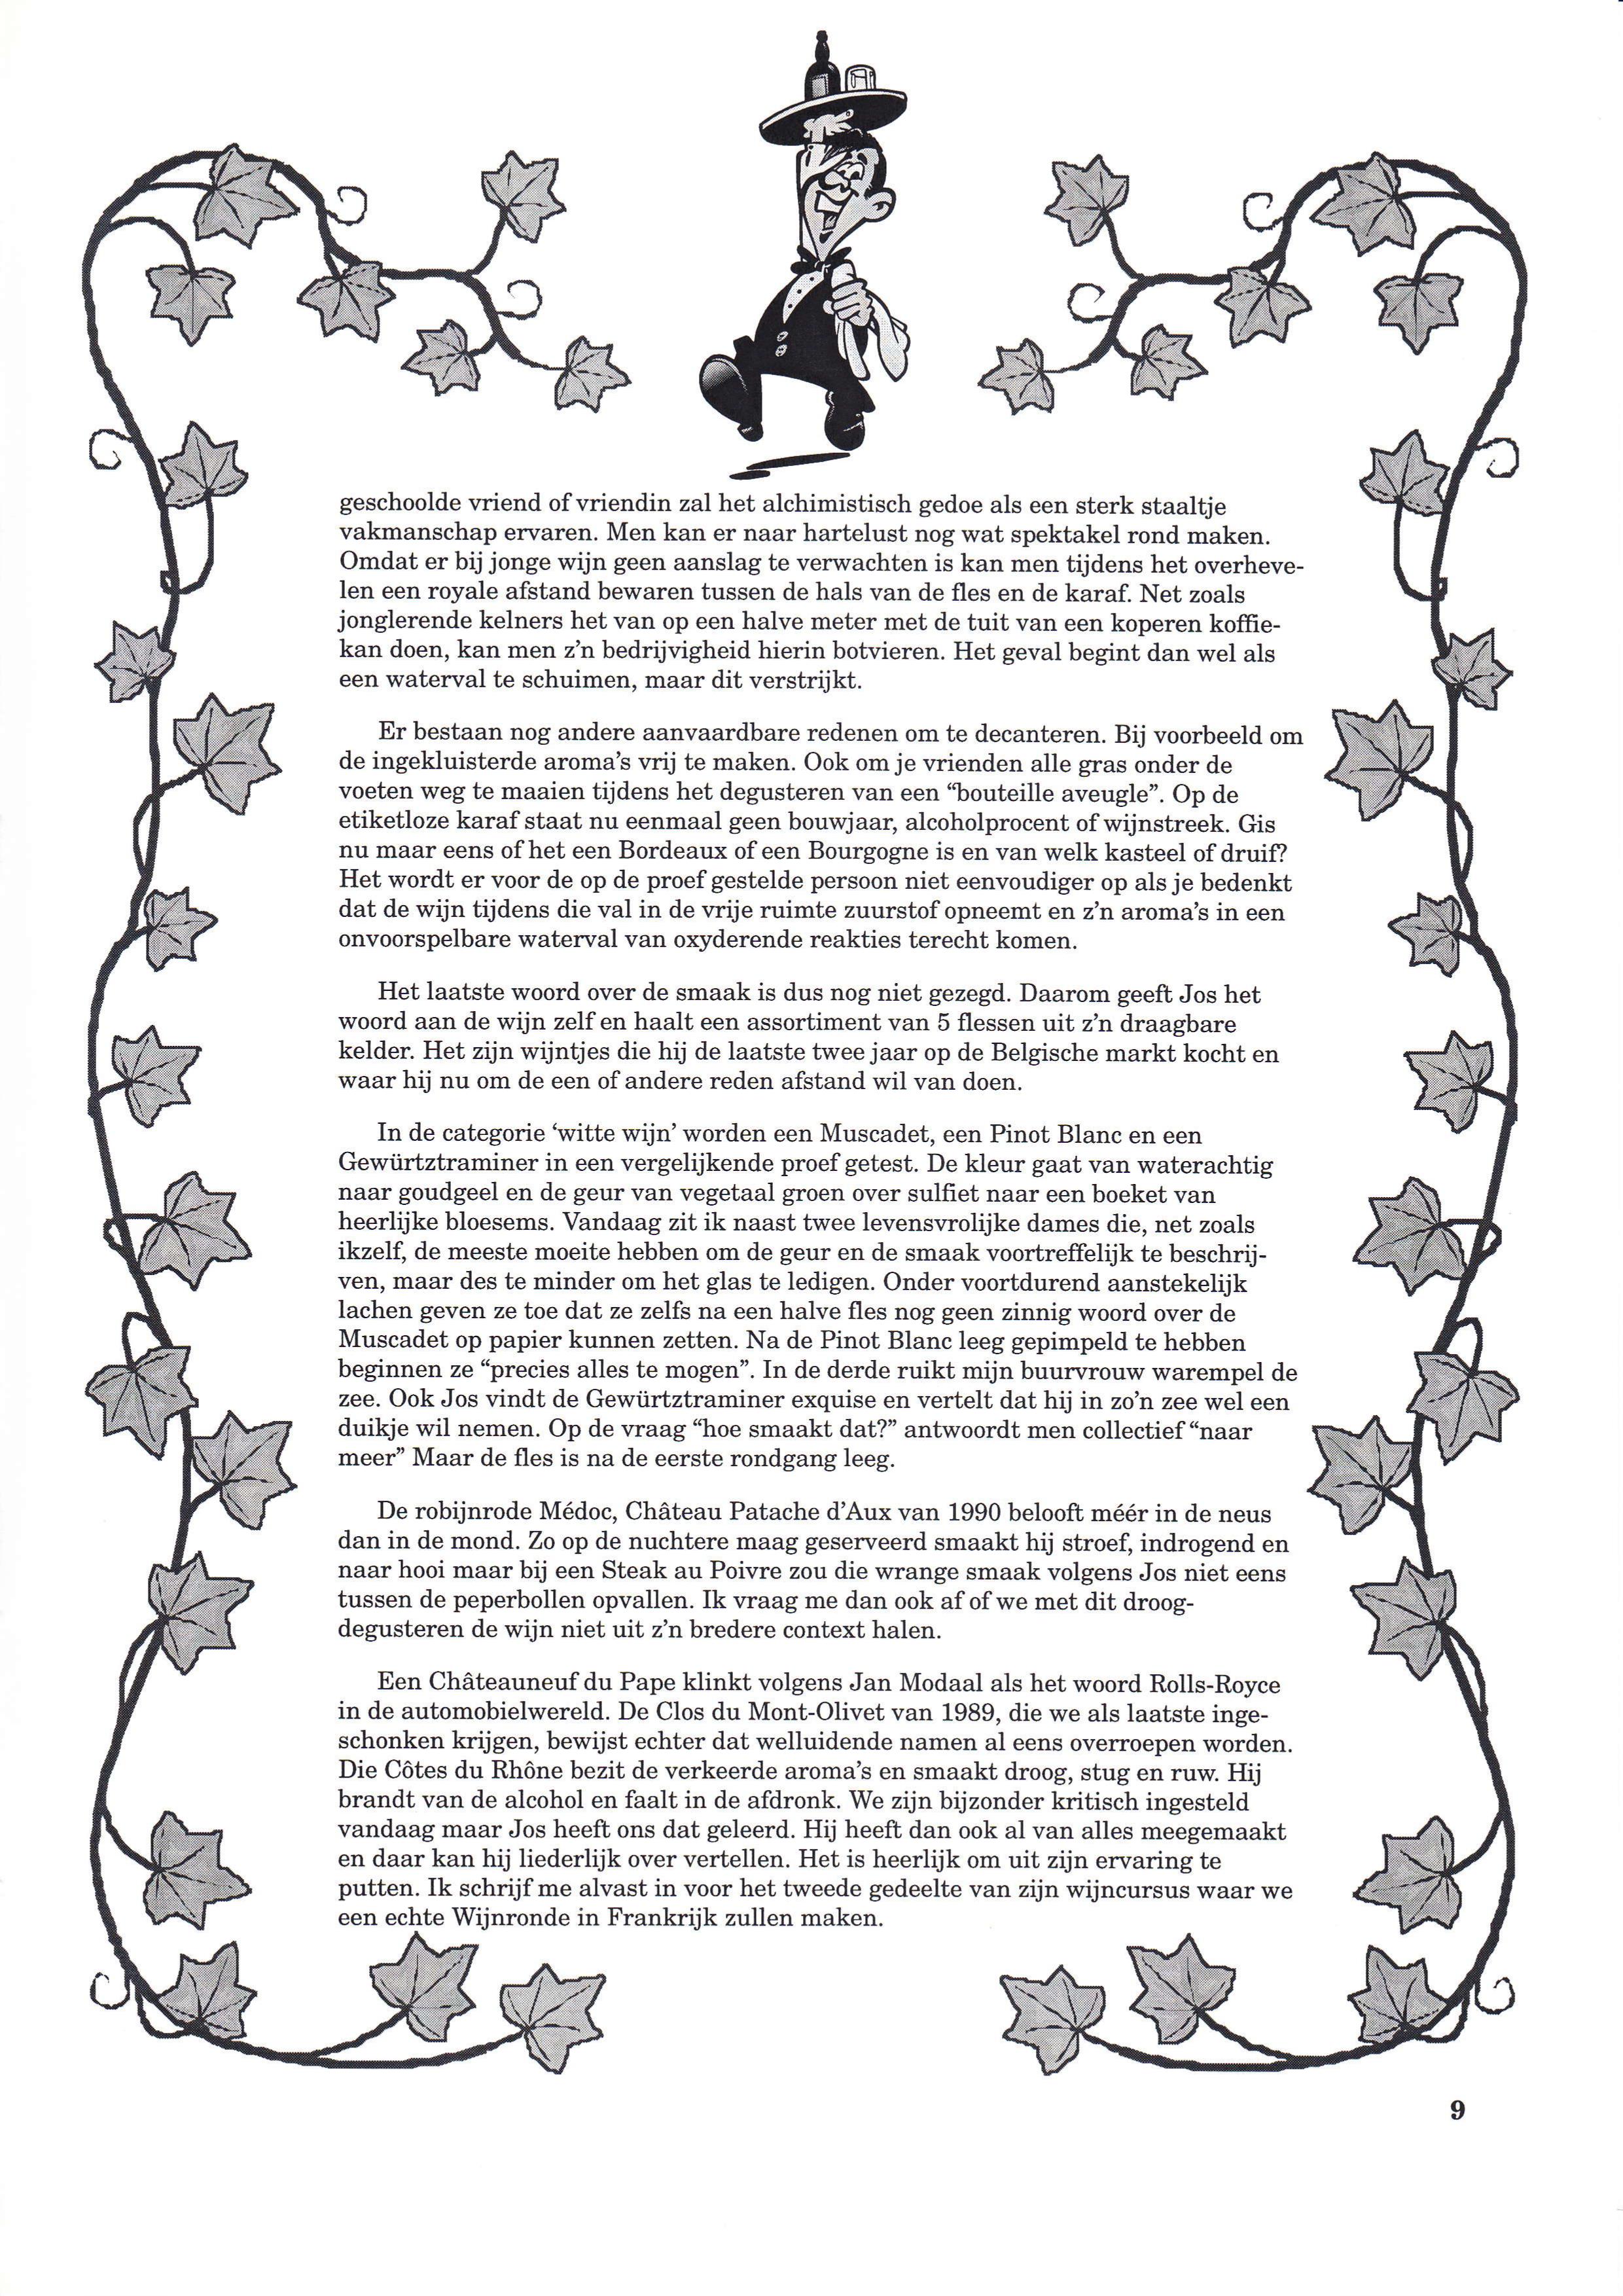 geschoolde vriend of vriendin zal het alchimistisch gedoe als een sterk staaltje
vakmanschap ervaren. Men kan er naar hartelust nog wat spektakel rond maken.
Omdat er bij jonge wijn geen aanslag te verwachten is kan men tijdens het overheve-
len een royale afstand bewaren tussen de hals van de fles en de karaf. Net zoals
jonglerende kelners het van op een halve meter met de tuit van een koperen koffie-
kan doen, kan men z'n bedrijvigheid hierin botvieren. Het geval begint dan wel als
een waterval te schuimen, maar dit verstrijkt.
Er bestaan nog andere aanvaardbare redenen om te decanteren. Bij voorbeeld om
de ingekluisterde aroma's vrij te maken. Ook om je vrienden alle gras onder de
voeten weg te maaien tijdens het degusteren van een “bouteille aveugle”. Op de
etiketloze karaf staat nu eenmaal geen bouwjaar, alcoholprocent of wijnstreek. Gis
nu maar eens of het een Bordeaux of een Bourgogne is en van welk kasteel of druif?
Het wordt er voor de op de proef gestelde persoon niet eenvoudiger op als je bedenkt
dat de wijn tijdens die val in de vrije ruimte zuurstof opneemt en z'n aroma's in een
onvoorspelbare waterval van oxyderende reakties terecht komen.
Het laatste woord over de smaak is dus nog niet gezegd. Daarom geeft Jos het
woord aan de wijn zelf en haalt een assortiment van 5 flessen uit z'n draagbare
kelder. Het zijn wijntjes die hij de laatste twee jaar op de Belgische markt kocht en
waar hij nu om de een of andere reden afstand wil van doen.
In de categorie ‘witte wijn’ worden een Muscadet, een Pinot Blanc en een
Gewürtztraminer in een vergelijkende proef getest. De kleur gaat van waterachtig
naar goudgeel en de geur van vegetaal groen over sulfiet naar een boeket van
heerlijke bloesems. Vandaag zit ik naast twee levensvrolijke dames die, net zoals
ikzelf, de meeste moeite hebben om de geur en de smaak voortreffelijk te beschrij-
ven, maar des te minder om het glas te ledigen. Onder voortdurend aanstekelijk
lachen geven ze toe dat ze zelfs na een halve fles nog geen zinnig woord over de
Muscadet op papier kunnen zetten. Na de Pinot Blanc leeg gepimpeld te hebben
beginnen ze “precies alles te mogen”. In de derde ruikt mijn buurvrouw warempel de
zee. Ook Jos vindt de Gewürtztraminer exquise en vertelt dat hij in zo'n zee wel een
duikje wil nemen. Op de vraag “hoe smaakt dat?” antwoordt men collectief “naar
meer” Maar de fles is na de eerste rondgang leeg.
De robijnrode Médoc, Château Patache d'Aux van 1990 belooft méér in de neus
dan in de mond. Zo op de nuchtere maag geserveerd smaakt hij stroef, indrogend en
naar hooi maar bij een Steak au Poivre zou die wrange smaak volgens Jos niet eens
tussen de peperbollen opvallen. Ik vraag me dan ook af of we met dit droog-
degusteren de wijn niet uit z'n bredere context halen.
Een Châteauneuf du Pape klinkt volgens Jan Modaal als het woord Rolls-Royce
in de automobielwereld. De Clos du Mont-Olivet van 1989, die we als laatste inge-
schonken krijgen, bewijst echter dat welluidende namen al eens overroepen worden.
Die Côtes du Rhône bezit de verkeerde aroma's en smaakt droog, stug en ruw. Hij
brandt van de alcohol en faalt in de afdronk. We zijn bijzonder kritisch ingesteld
vandaag maar Jos heeft ons dat geleerd. Hij heeft dan ook al van alles meegemaakt
en daar kan hij liederlijk over vertellen. Het is heerlijk om uit zijn ervaring te
putten. Ik schrijf me alvast in voor het tweede gedeelte van zijn wijncursus waar we
een echte Wijnronde in Frankrijk zullen maken.
9